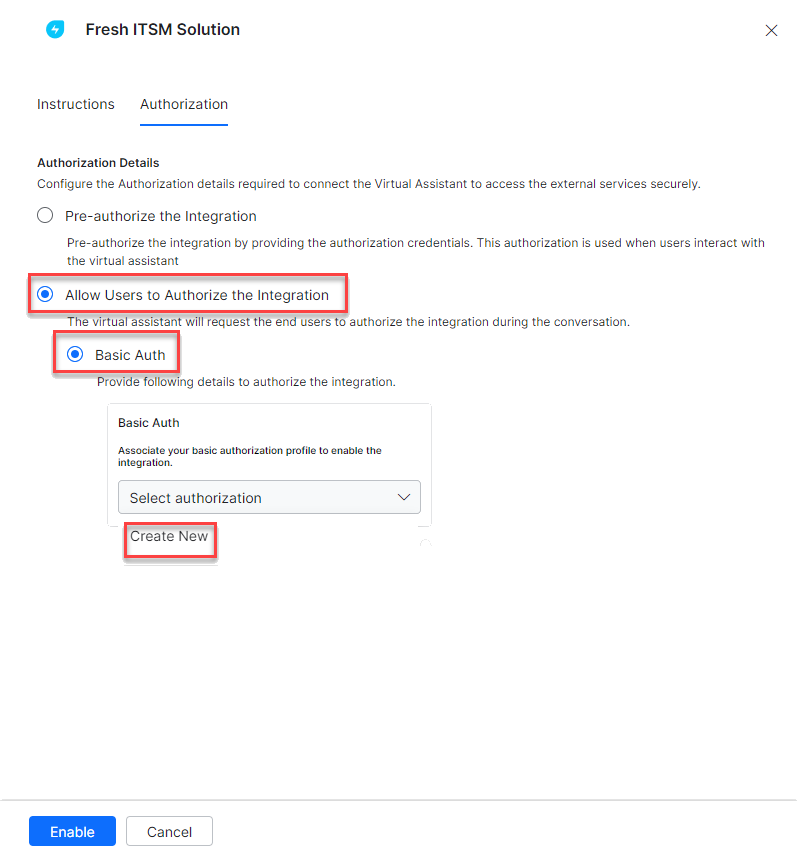 Fresh ITSM Solution
Instructions
Authorization
Authorization Details
Configure the Authorization details required to connect the Virtual Assistant to access the external services securely.
Pre-authorize the Integration
Pre-authorize the integration by providing the authorization credentials. This authorization is used when users interact with
the virtual assistant
Allow Users to Authorize the Integration
The virtual assistant will request the end users to authorize the integration during the conversation.
Basic Auth
Provide following details to authorize the integration.
Basic Auth
Associate your basic authorization profile to enable the
integration.
Select authorization
Create New
Enable
Cancel